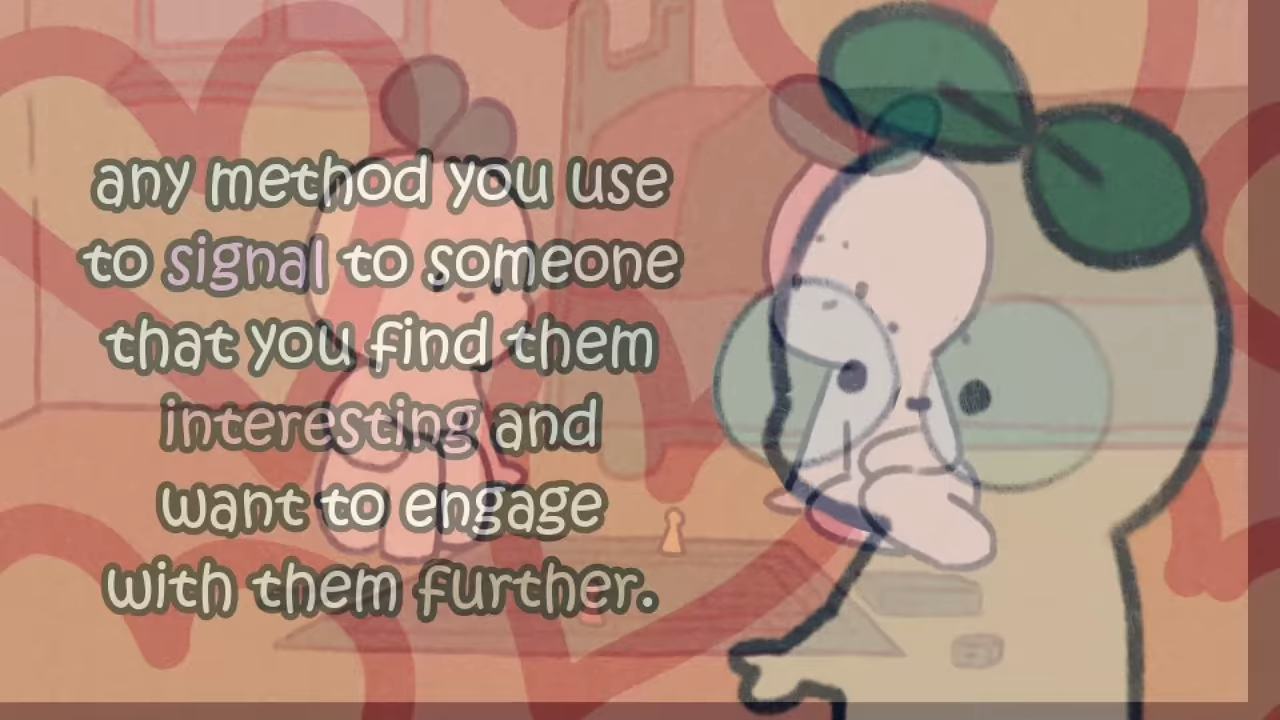 any method you use
to signal to someone
that you find them
interesting and
want to engage
with them further.